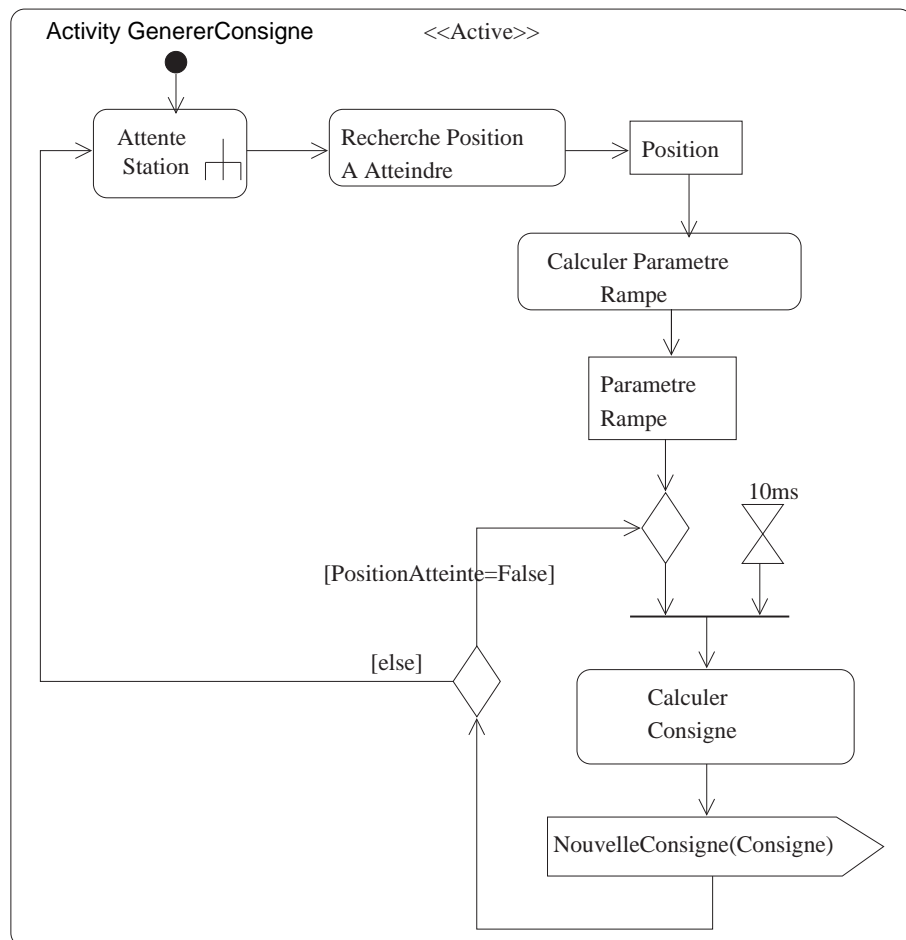 Activity GenererConsigne
<<Active>>
Attente
Station
Recherche Position
A Atteindre
Position
Calculer Parametre
Rampe
Parametre
Rampe
10ms
[PositionAtteinte=False]
[else]
Calculer
Consigne
NouvelleConsigne(Consigne)